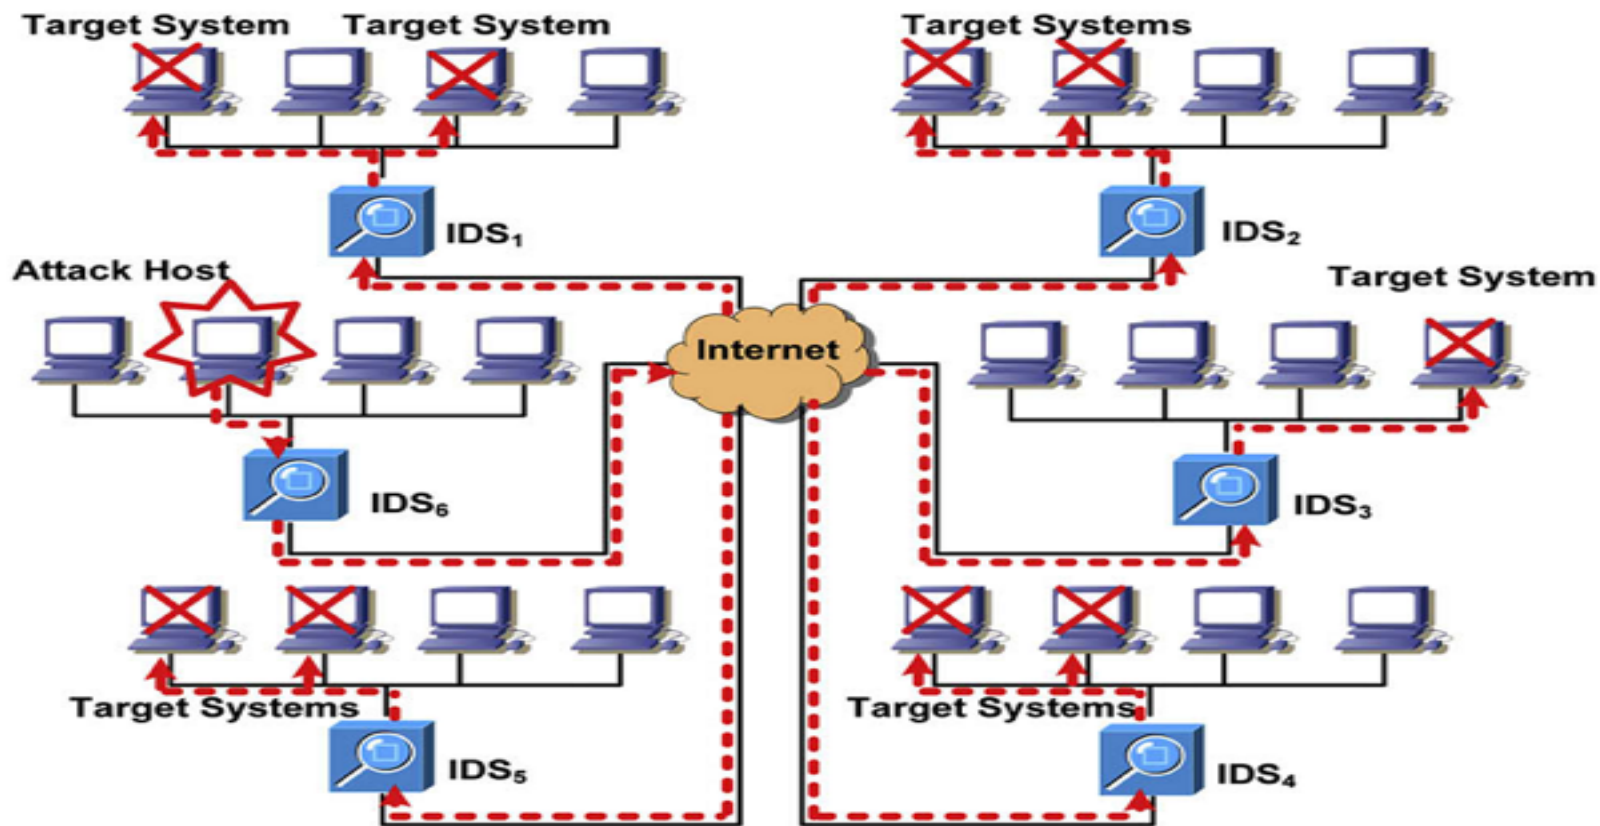 Target System
Target System
Target Systems
IDS₁
IDS₂
Attack Host
Target System
Internet
IDS₆
IDS₃
Target Systems
Target Systems
IDS₅
IDS₄